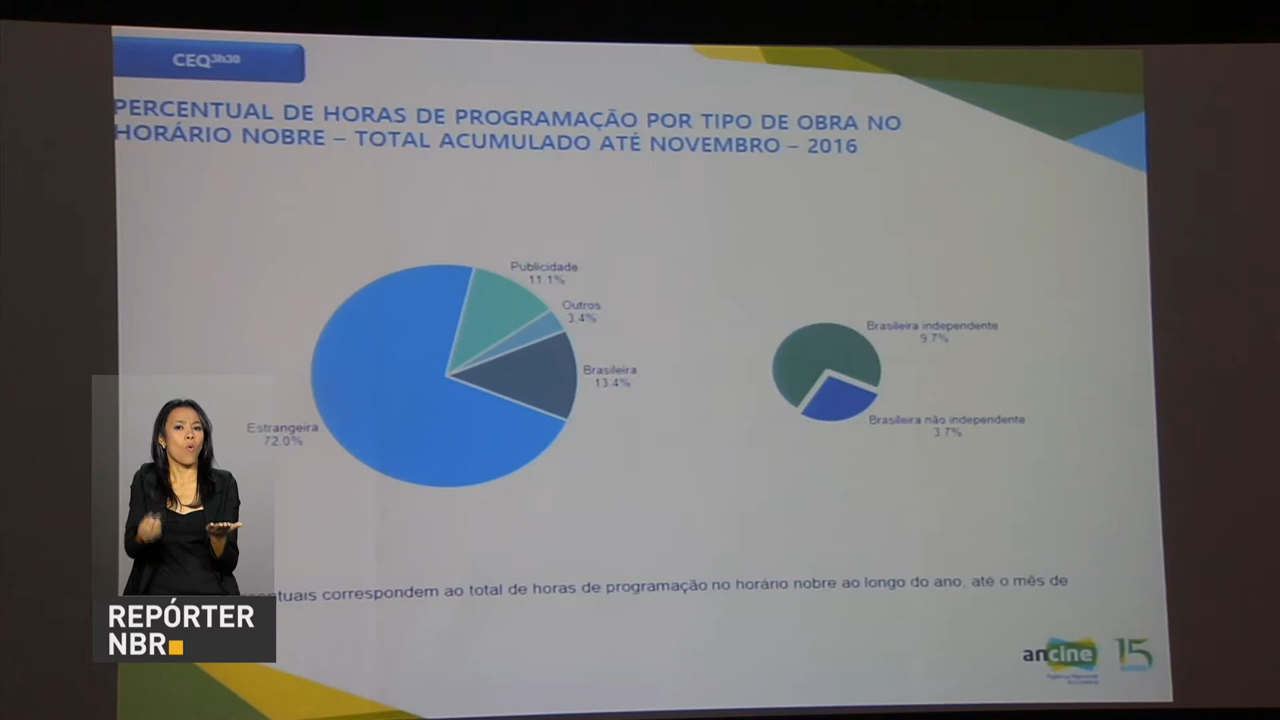 CEQ3h30
PERCENTUAL DE HORAS DE PROGRAMAÇÃO POR TIPO DE OBRA NO
HORÁRIO NOBRE – TOTAL ACUMULADO ATÉ NOVEMBRO – 2016
Publicidade
11.1%
Outros
3.4%
Brasileira
13.4%
Estrangeira
72.0%
Brasileira independente
9.7%
Brasileira não independente
3.7%
correspondem ao total de horas de programação no horário nobre ao longo do ano, até o mês de
REPÓRTER
NBR
ancine
15